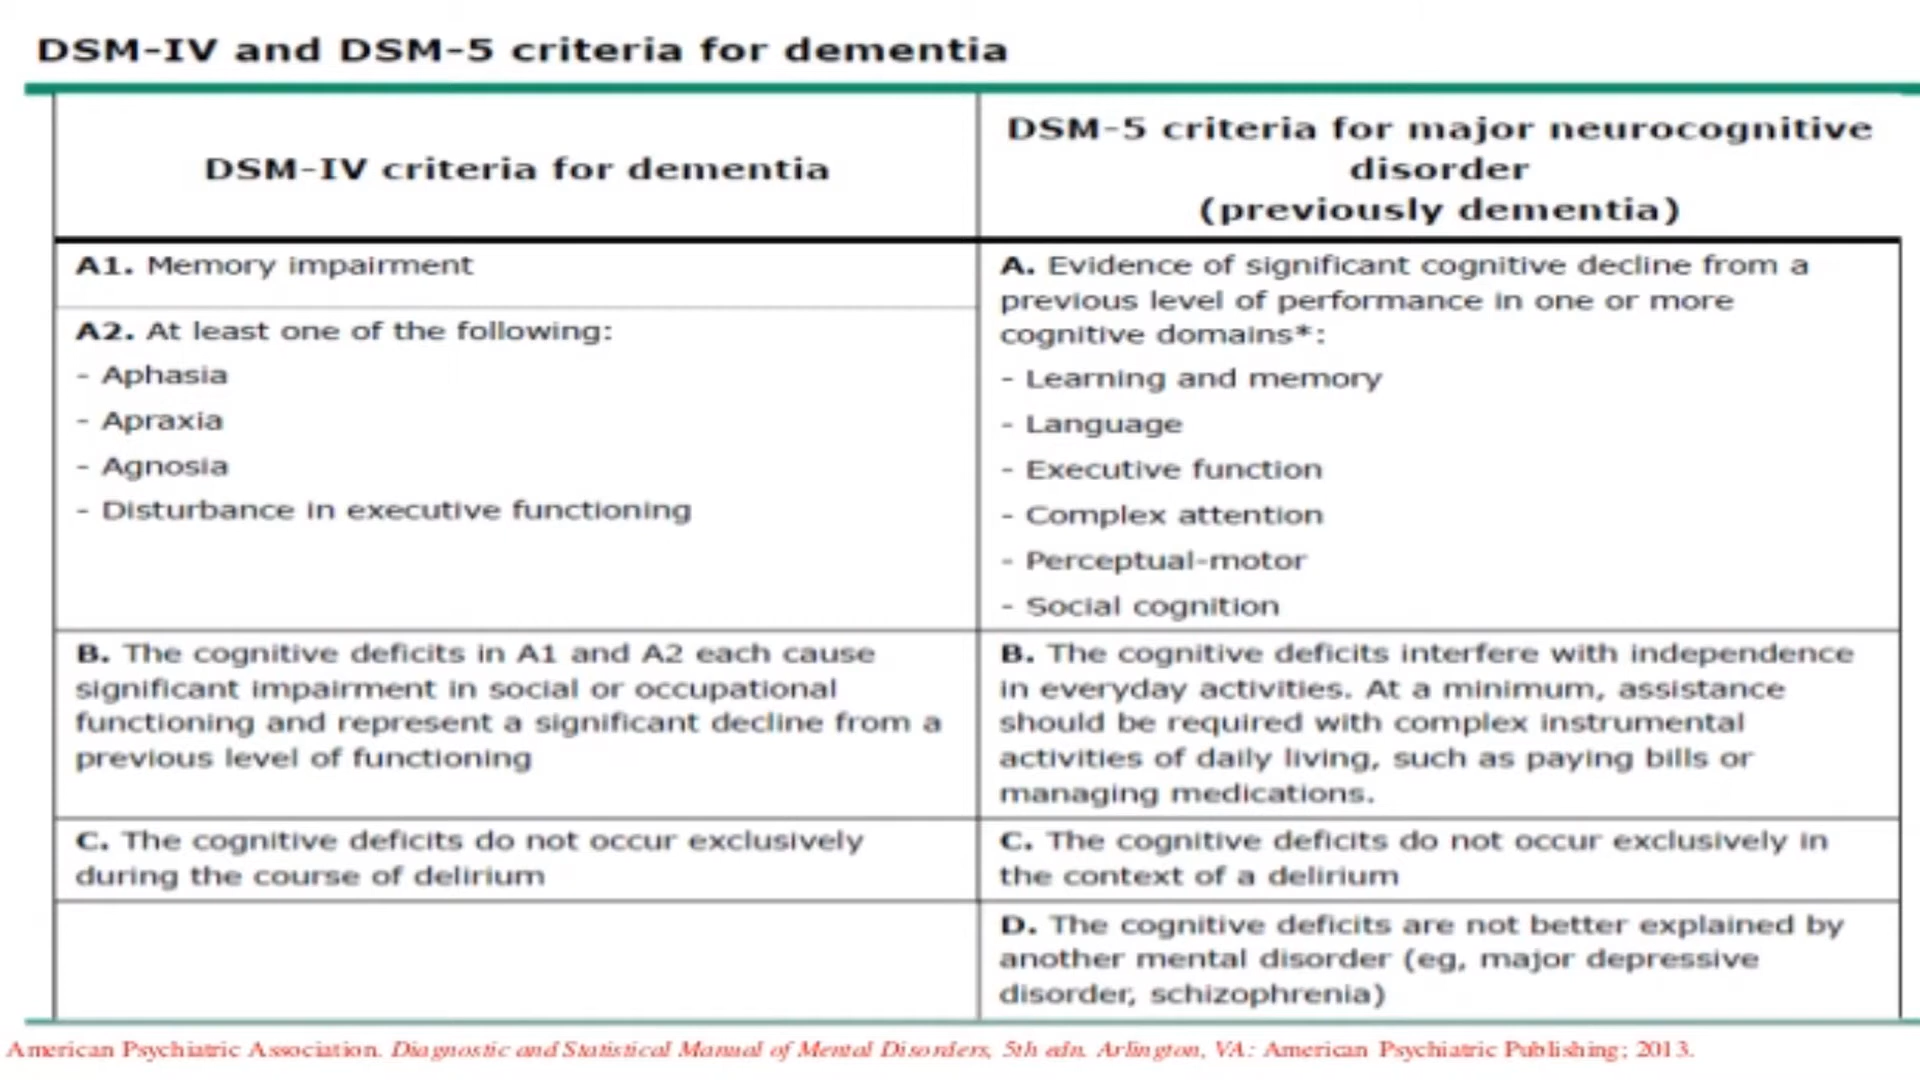 DSM-IV and DSM-5 criteria for dementia
DSM-IV criteria for dementia
DSM-5 criteria for major neurocognitive
disorder
(previously dementia)
A1. Memory impairment
A2. At least one of the following:
- Aphasia
- Apraxia
- Agnosia
- Disturbance in executive functioning
A. Evidence of significant cognitive decline from a
previous level of performance in one or more
cognitive domains*:
- Learning and memory
- Language
- Executive function
- Complex attention
- Perceptual-motor
- Social cognition
B. The cognitive deficits in A1 and A2 each cause
significant impairment in social or occupational
functioning and represent a significant decline from a
previous level of functioning
B. The cognitive deficits interfere with independence
in everyday activities. At a minimum, assistance
should be required with complex instrumental
activities of daily living, such as paying bills or
managing medications.
C. The cognitive deficits do not occur exclusively
during the course of delirium
C. The cognitive deficits do not occur exclusively in
the context of a delirium
D. The cognitive deficits are not better explained by
another mental disorder (eg, major depressive
disorder, schizophrenia)
American Psychiatric Association. Diagnostic and Statistical Manual of Mental Disorders, 5th edn. Arlington, VA: American Psychiatric Publishing; 2013.